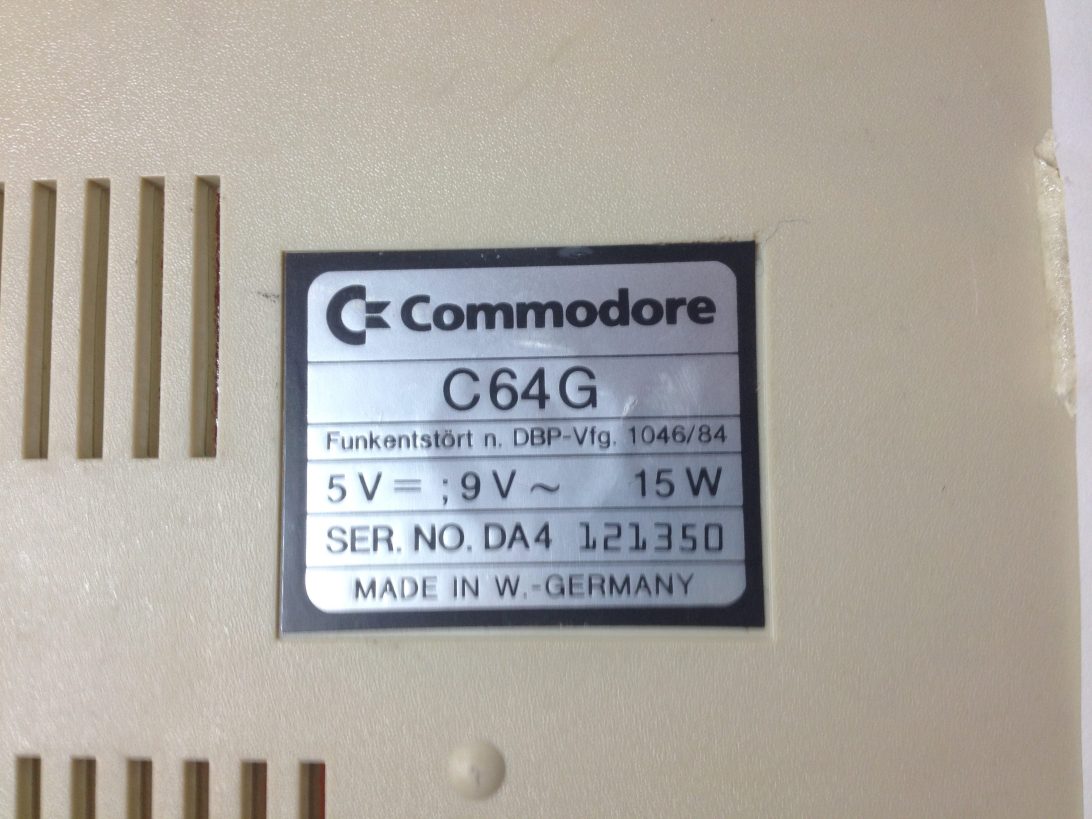 Commodore
C64G
Funkentstört n. DBP-Vfg. 1046/84
5 V = ; 9 V ~ 15 W
SER. NO. DA4 121350
MADE IN W.-GERMANY